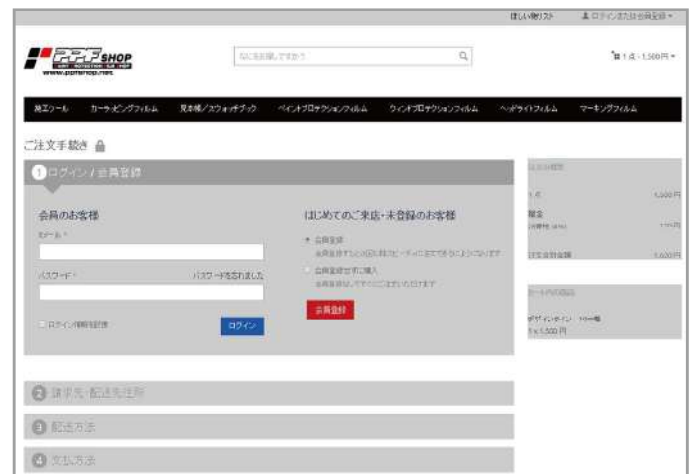 ほしい物リスト
ログインまたは会員登録
PPF SHOP
www.ppfshop.net
なにをお探しですか?
1 点 - 1,500円
施工ツール カーラッピングフィルム 見本帳/スウォッチブック ペイントプロテクションフィルム ウィンドプロテクションフィルム ヘッドライトフィルム マーキングフィルム
ご注文手続き
1 ログイン / 会員登録
会員のお客様
Eメール *
パスワード *
パスワードを忘れました
ログイン情報を記憶
ログイン
はじめてのご来店・未登録のお客様
会員登録
会員登録せずに購入
会員登録
1 点
1,500円
税金
カート内の商品
1 x 1,500 円
2 請求先・配送先住所
3 配送方法
4 支払方法